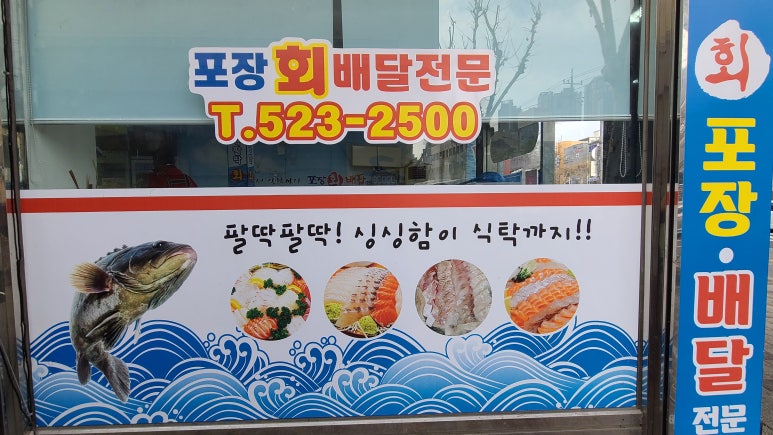 포장 회 배달전문
T.523-2500
팔딱팔딱! 싱싱함이 식탁까지!!
회
포장·배달
전문